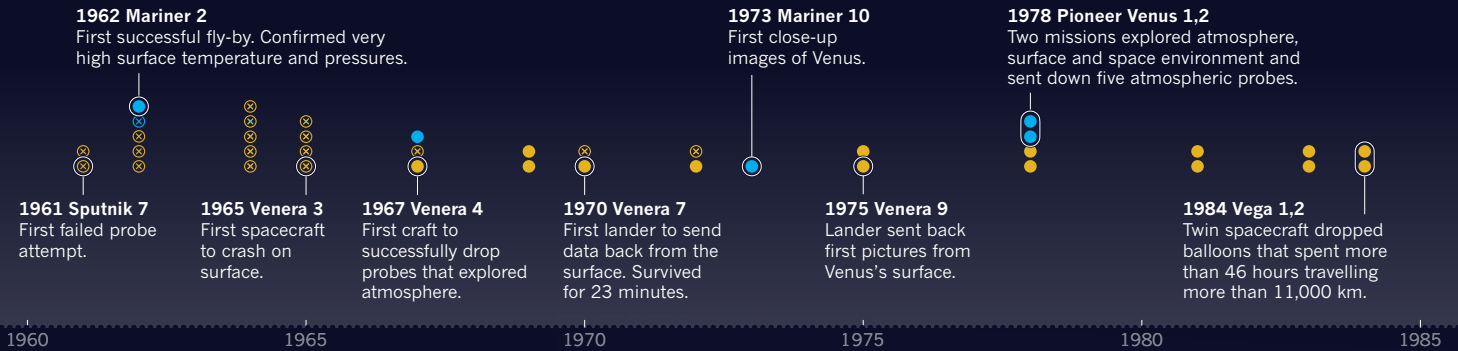 1962 Mariner 2
First successful fly-by. Confirmed very
high surface temperature and pressures.
1973 Mariner 10
First close-up
images of Venus.
1978 Pioneer Venus 1,2
Two missions explored atmosphere,
surface and space environment and
sent down five atmospheric probes.
1961 Sputnik 7
First failed probe
attempt.
1965 Venera 3
First spacecraft
to crash on
surface.
1967 Venera 4
First craft to
successfully drop
probes that explored
atmosphere.
1970 Venera 7
First lander to send
data back from the
surface. Survived
for 23 minutes.
1975 Venera 9
Lander sent back
first pictures from
Venus’s surface.
1984 Vega 1,2
Twin spacecraft dropped
balloons that spent more
than 46 hours travelling
more than 11,000 km.
1960 1965 1970 1975 1980 1985